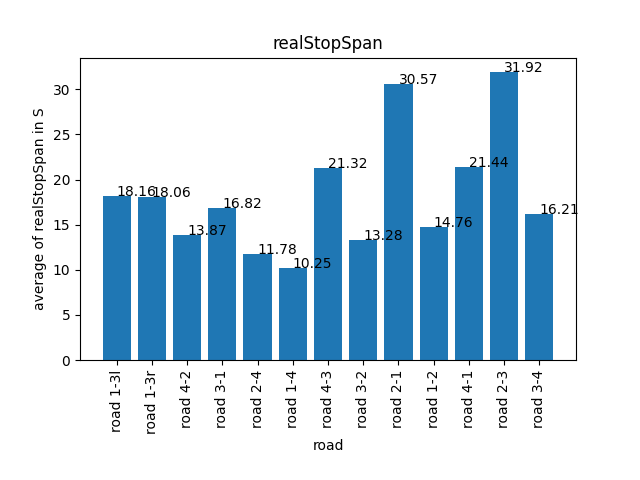 realStopSpan
average of realStopSpan in S
30
25
20
15
10
5
0
18.16
18.06
13.87
16.82
11.78
10.25
21.32
13.28
30.57
14.76
21.44
31.92
16.21
road 1-3l
road 1-3r
road 4-2
road 3-1
road 2-4
road 1-4
road 4-3
road 3-2
road 2-1
road 1-2
road 4-1
road 2-3
road 3-4
road